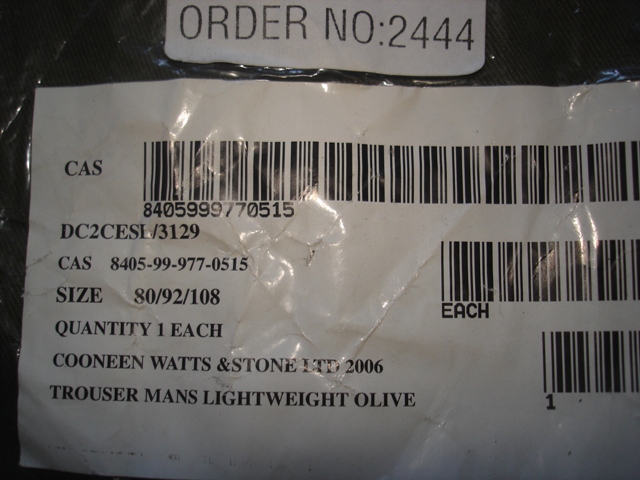 ORDER NO:2444
CAS
8405999770515
DC2CESL/3129
CAS 8405-99-977-0515
SIZE 80/92/108
EACH
QUANTITY 1 EACH
COONEEN WATTS &STONE LTD 2006
TROUSER MANS LIGHTWEIGHT OLIVE
1